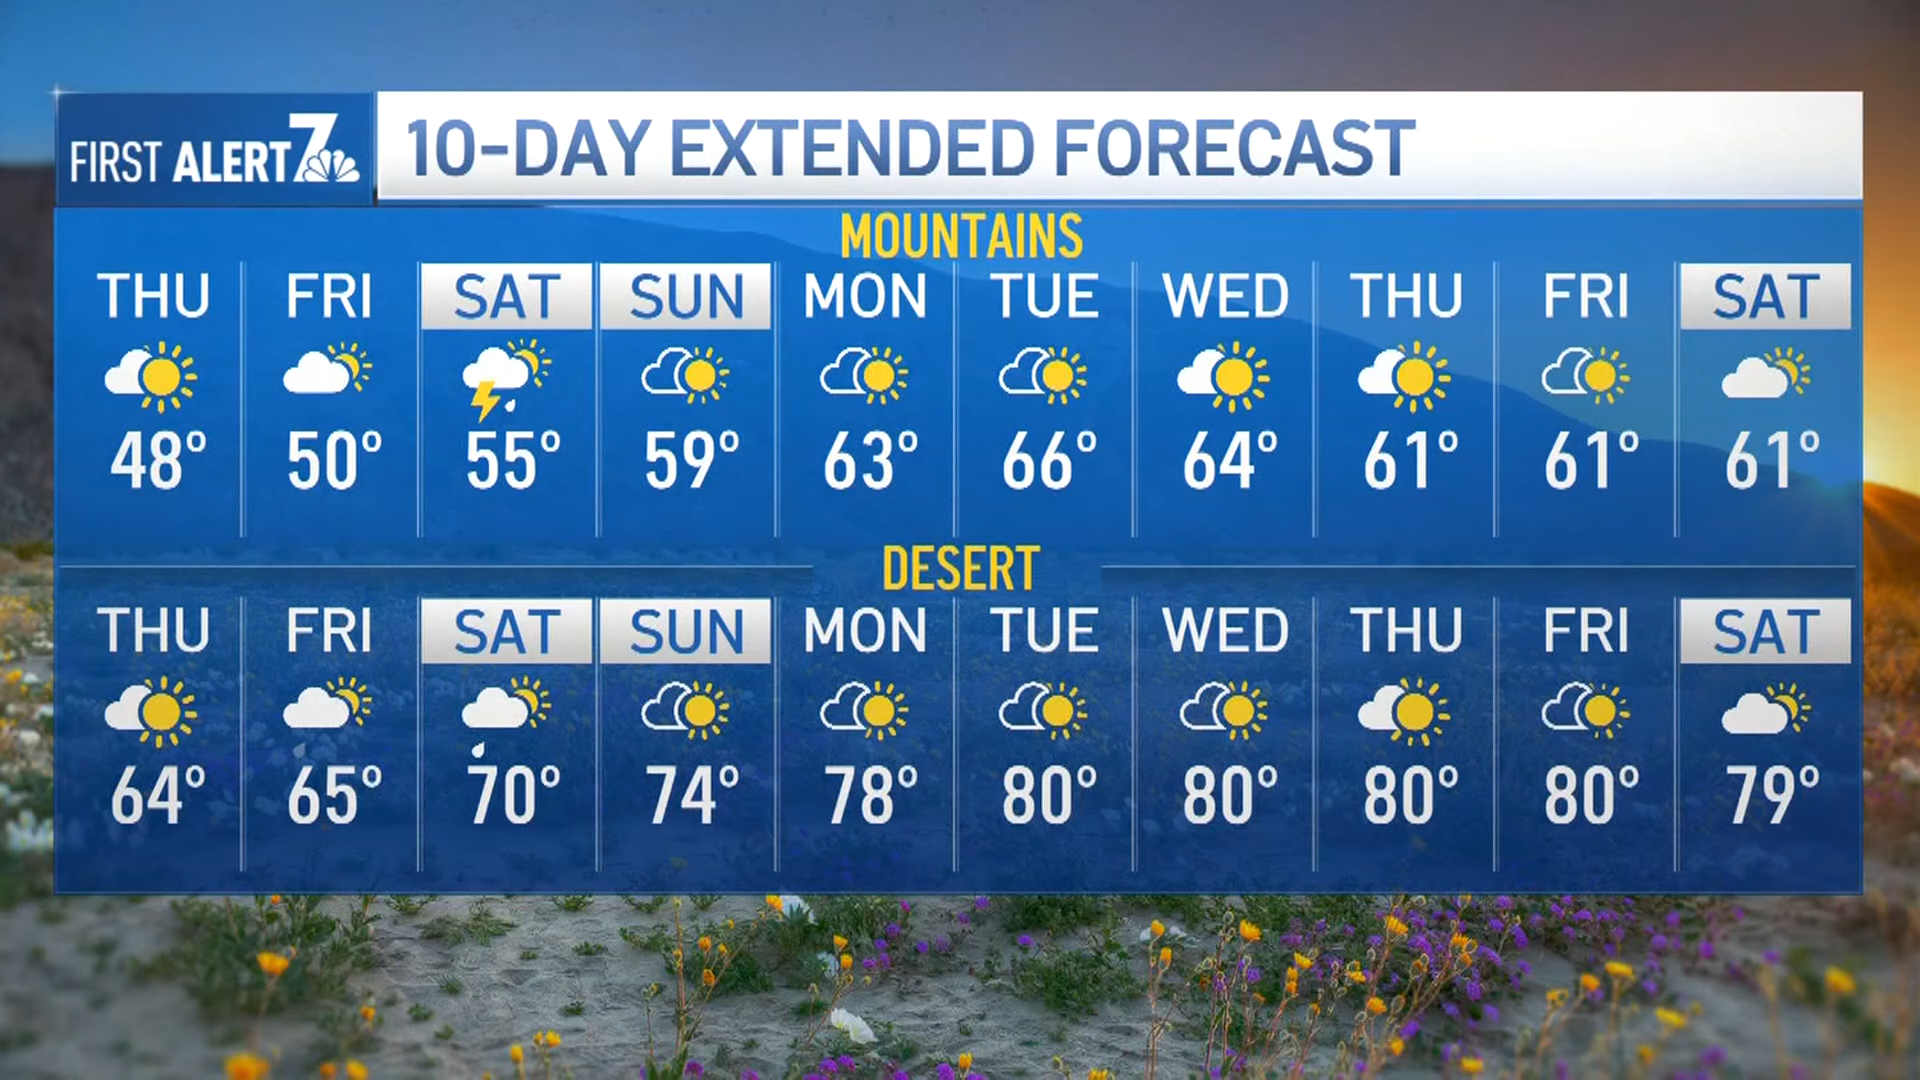 FIRST ALERT 7
10-DAY EXTENDED FORECAST
MOUNTAINS
THU FRI SAT SUN MON TUE WED THU FRI SAT
48° 50° 55° 59° 63° 66° 64° 61° 61° 61°
DESERT
THU FRI SAT SUN MON TUE WED THU FRI SAT
64° 65° 70° 74° 78° 80° 80° 80° 80° 79°